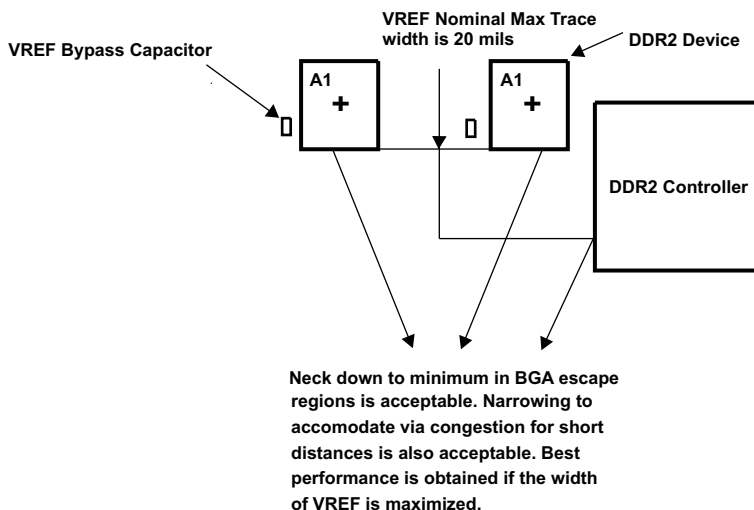 VREF Nominal Max Trace
width is 20 mils
VREF Bypass Capacitor
DDR2 Device
A1
+
A1
+
DDR2 Controller
Neck down to minimum in BGA escape
regions is acceptable. Narrowing to
accomodate via congestion for short
distances is also acceptable. Best
performance is obtained if the width
of VREF is maximized.